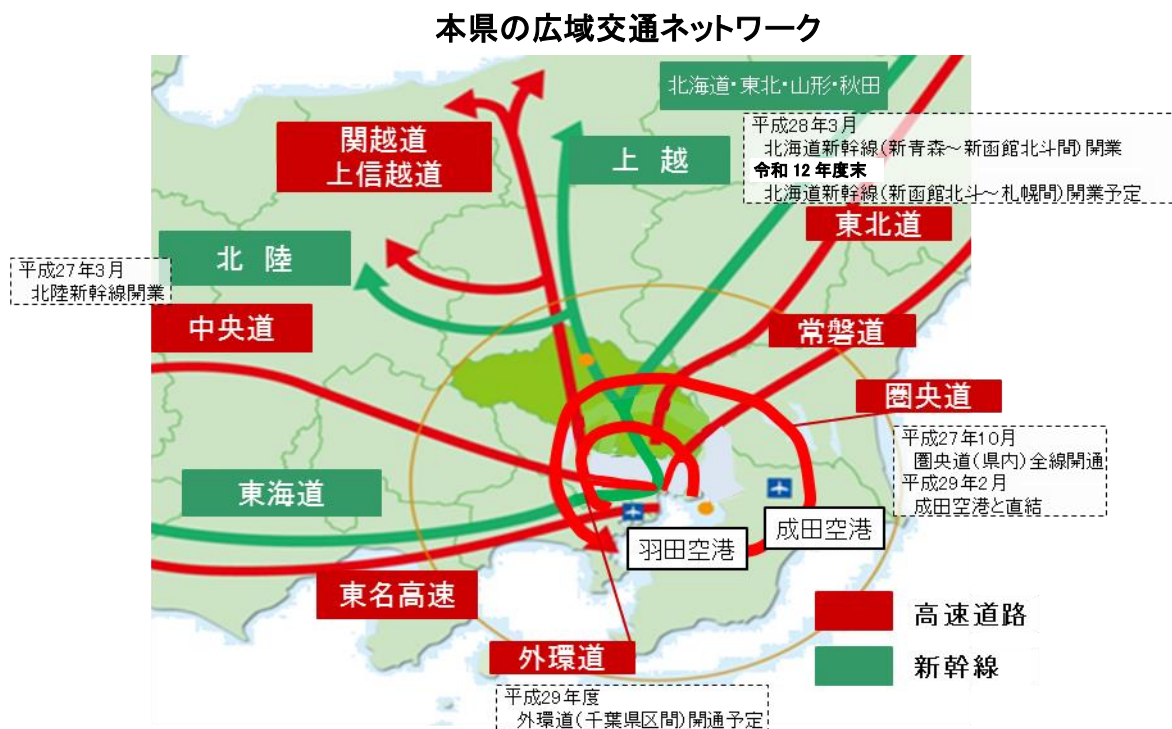 本県の広域交通ネットワーク
北海道・東北・山形・秋田
関越道
上信越道
上越
平成28年3月
北海道新幹線(新青森～新函館北斗間)開業
令和12年度末
北海道新幹線(新函館北斗～札幌間)開業予定
東北道
北陸
平成27年3月
北陸新幹線開業
中央道
常磐道
圏央道
平成27年10月
圏央道(県内)全線開通
平成29年2月
成田空港と直結
東海道
羽田空港
成田空港
東名高速
高速道路
外環道
新幹線
平成29年度
外環道(千葉県区間)開通予定